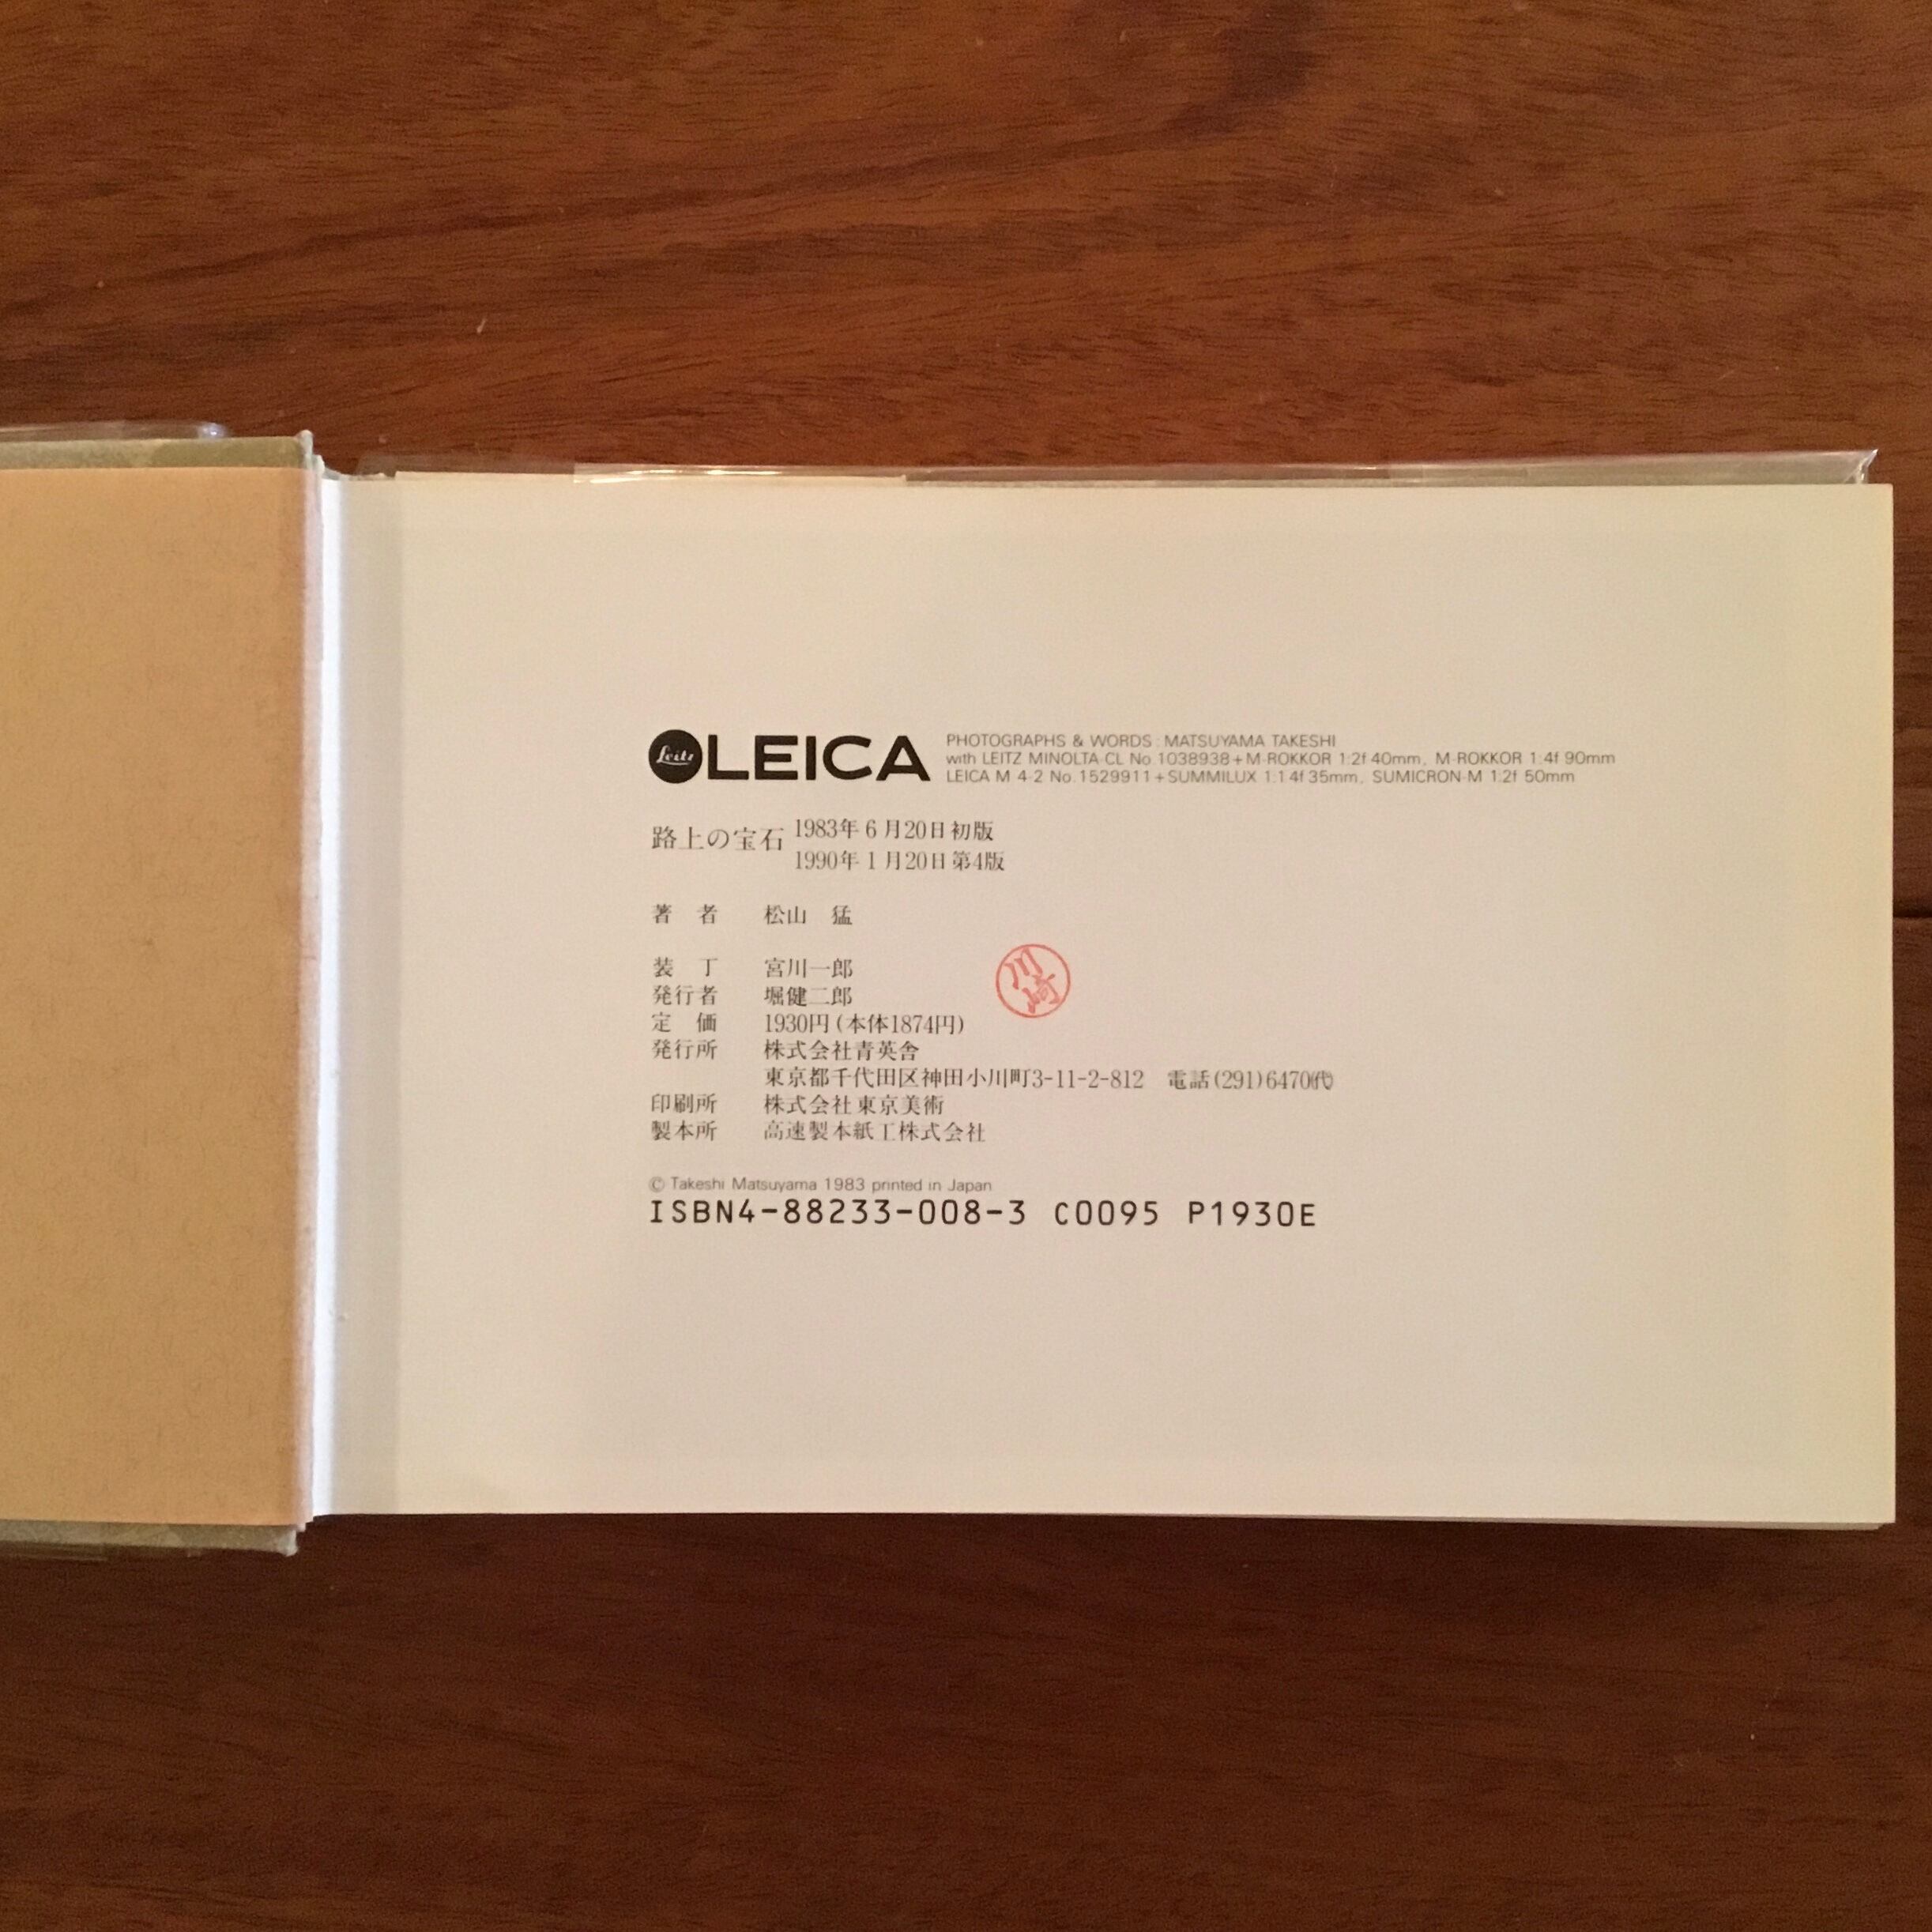 Leitz LEICA
PHOTOGRAPHS & WORDS : MATSUYAMA TAKESHI
with LEITZ MINOLTA-CL No 1038938+M-ROKKOR 1:2f 40mm, M-ROKKOR 1:4f 90mm
LEICA M 4-2 No.1529911+SUMMILUX 1:1 4f 35mm, SUMICRON-M 1:2f 50mm
路上の宝石 1983年6月20日初版
1990年1月20日第4版
著 者 松山 猛
装 丁 宮川一郎
発行者 堀健二郎
定 価 1930円(本体1874円)
発行所 株式会社青英舎
東京都千代田区神田小川町3-11-2-812 電話(291)6470(代)
印刷所 株式会社東京美術
製本所 高速製本紙工株式会社
川崎
© Takeshi Matsuyama 1983 printed in Japan
ISBN4-88233-008-3 C0095 P1930E